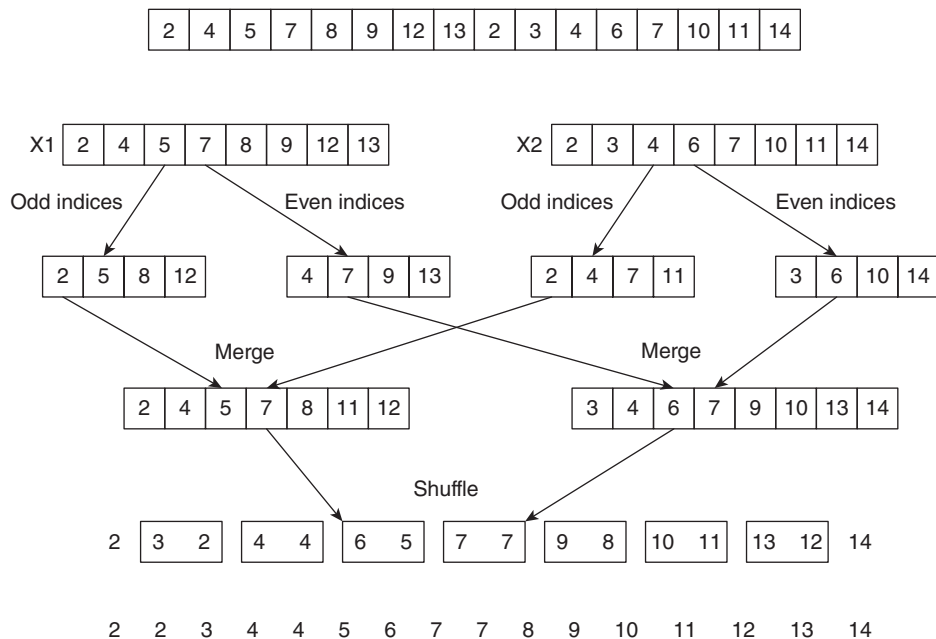 2 4 5 7 8 9 12 13 2 3 4 6 7 10 11 14
X1 2 4 5 7 8 9 12 13
X2 2 3 4 6 7 10 11 14
Odd indices
Even indices
Odd indices
Even indices
2 5 8 12
4 7 9 13
2 4 7 11
3 6 10 14
Merge
Merge
2 4 5 7 8 11 12
3 4 6 7 9 10 13 14
Shuffle
2 3 2 4 4 6 5 7 7 9 8 10 11 13 12 14
2 2 3 4 4 5 6 7 7 8 9 10 11 12 13 14